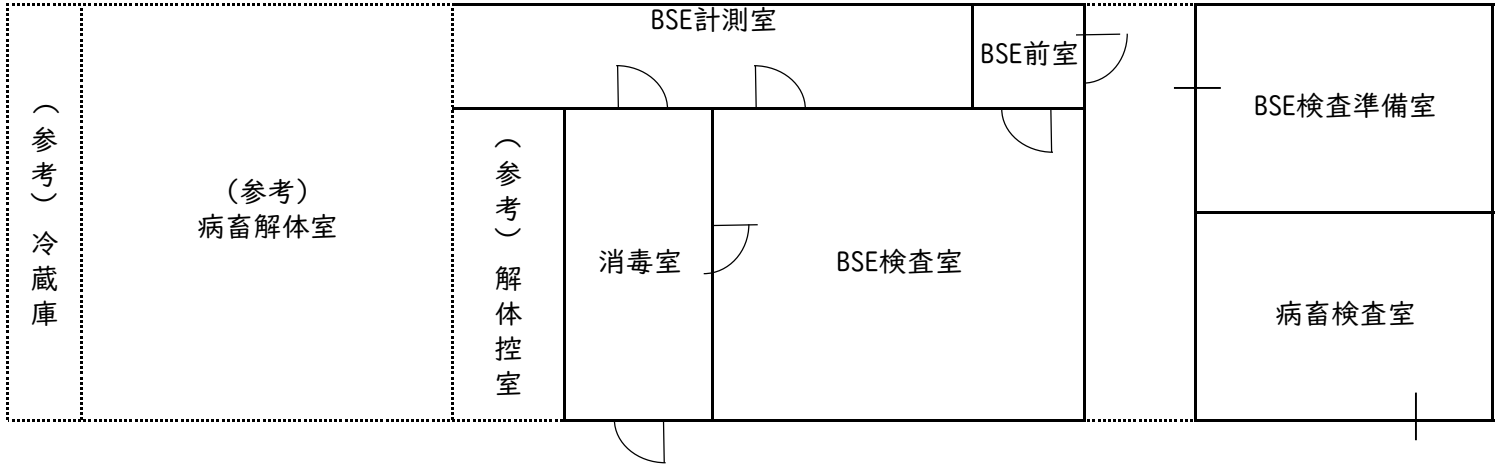 BSE計測室
BSE前室
BSE検査準備室
（参考）冷蔵庫
（参考）
病畜解体室
（参考）解体控室
消毒室
BSE検査室
病畜検査室